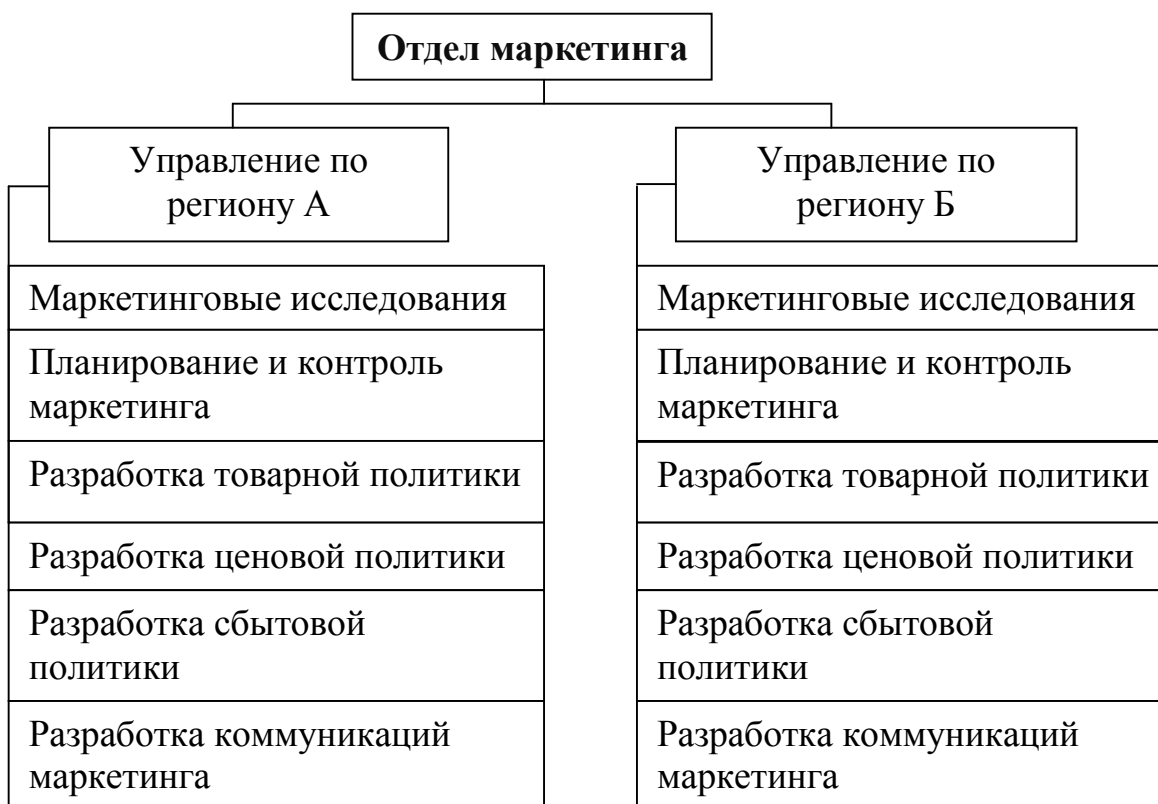 Отдел маркетинга
Управление по
региону А
Маркетинговые исследования
Планирование и контроль
маркетинга
Разработка товарной политики
Разработка ценовой политики
Разработка сбытовой
политики
Разработка коммуникаций
маркетинга
Управление по
региону Б
Маркетинговые исследования
Планирование и контроль
маркетинга
Разработка товарной политики
Разработка ценовой политики
Разработка сбытовой
политики
Разработка коммуникаций
маркетинга